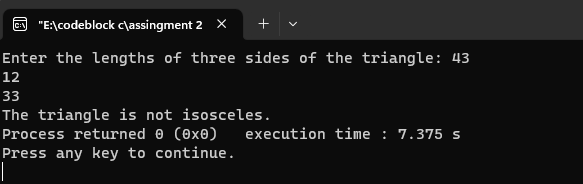 "E:\codeblock c\assingment 2
Enter the lengths of three sides of the triangle: 43
12
33
The triangle is not isosceles.
Process returned 0 (0x0)   execution time : 7.375 s
Press any key to continue.